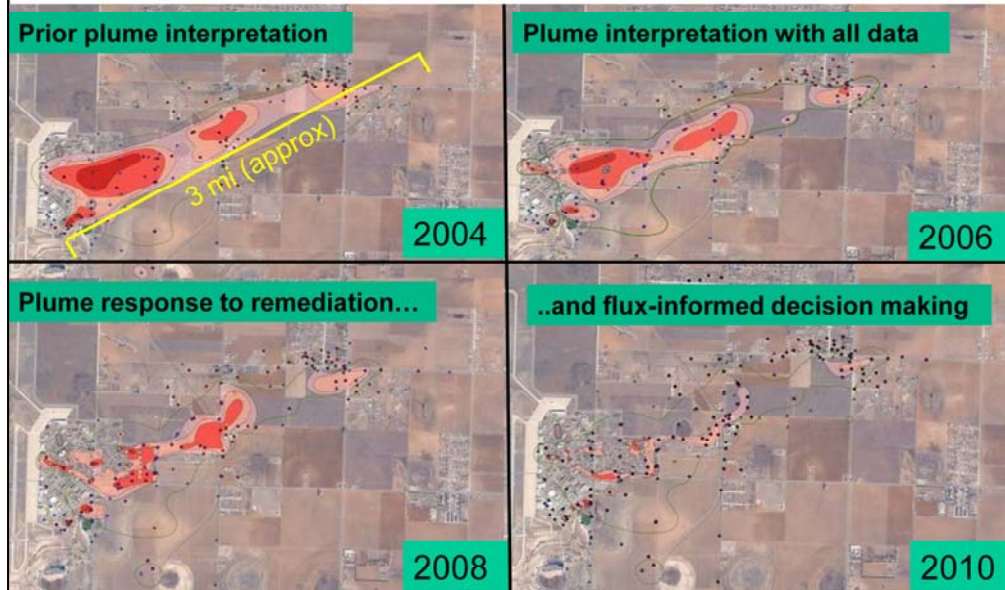 Prior plume interpretation
3 mi (approx)
2004
Plume interpretation with all data
2006
Plume response to remediation…
2008
..and flux-informed decision making
2010